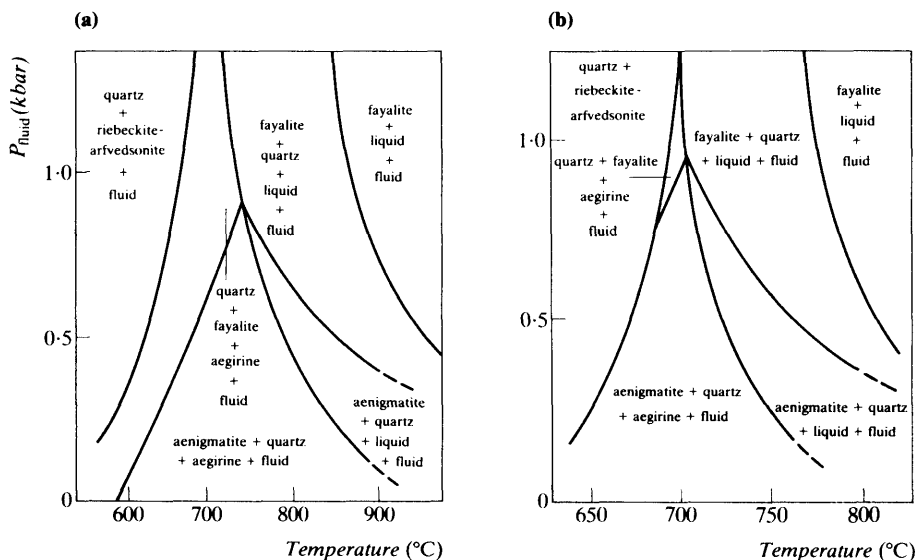 (a)
P fluid (kbar)
1·0
0·5
0
quartz
+
riebeckite-
arfvedsonite
+
fluid
fayalite
+
quartz
+
liquid
+
fluid
fayalite
+
liquid
+
fluid
quartz
+
fayalite
+
aegirine
+
fluid
aenigmatite + quartz
+ aegirine + fluid
aenigmatite
+ quartz
+ liquid
+ fluid
600 700 800 900
Temperature (°C)
(b)
1·0
0·5
0
quartz +
riebeckite-
arfvedsonite
quartz + fayalite
+
aegirine
+
fluid
fayalite + quartz
+ liquid + fluid
fayalite
+
liquid
+
fluid
aenigmatite + quartz
+ aegirine + fluid
aenigmatite + quartz
+ liquid + fluid
650 700 750 800
Temperature (°C)